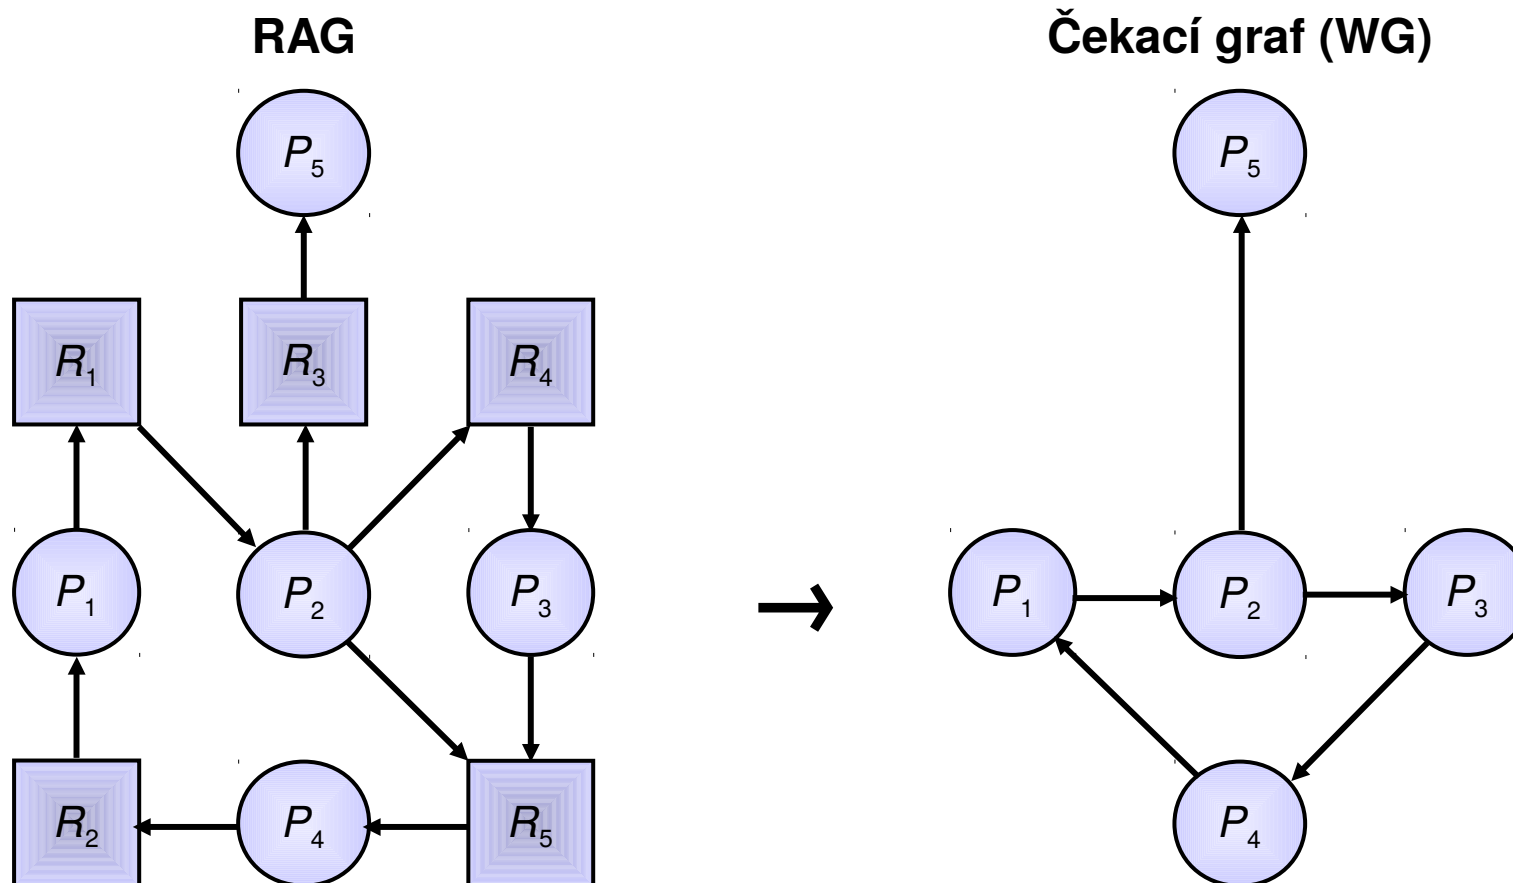 RAG
Čekací graf (WG)
P5
P5
R1 R3 R4
P1 P2 P3
P1 P2 P3
R2 P4 R5
P4